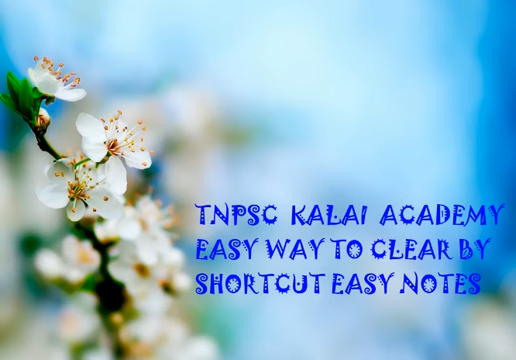 TNPSC KALAI ACADEMY
EASY WAY TO CLEAR BY
SHORTCUT EASY NOTES